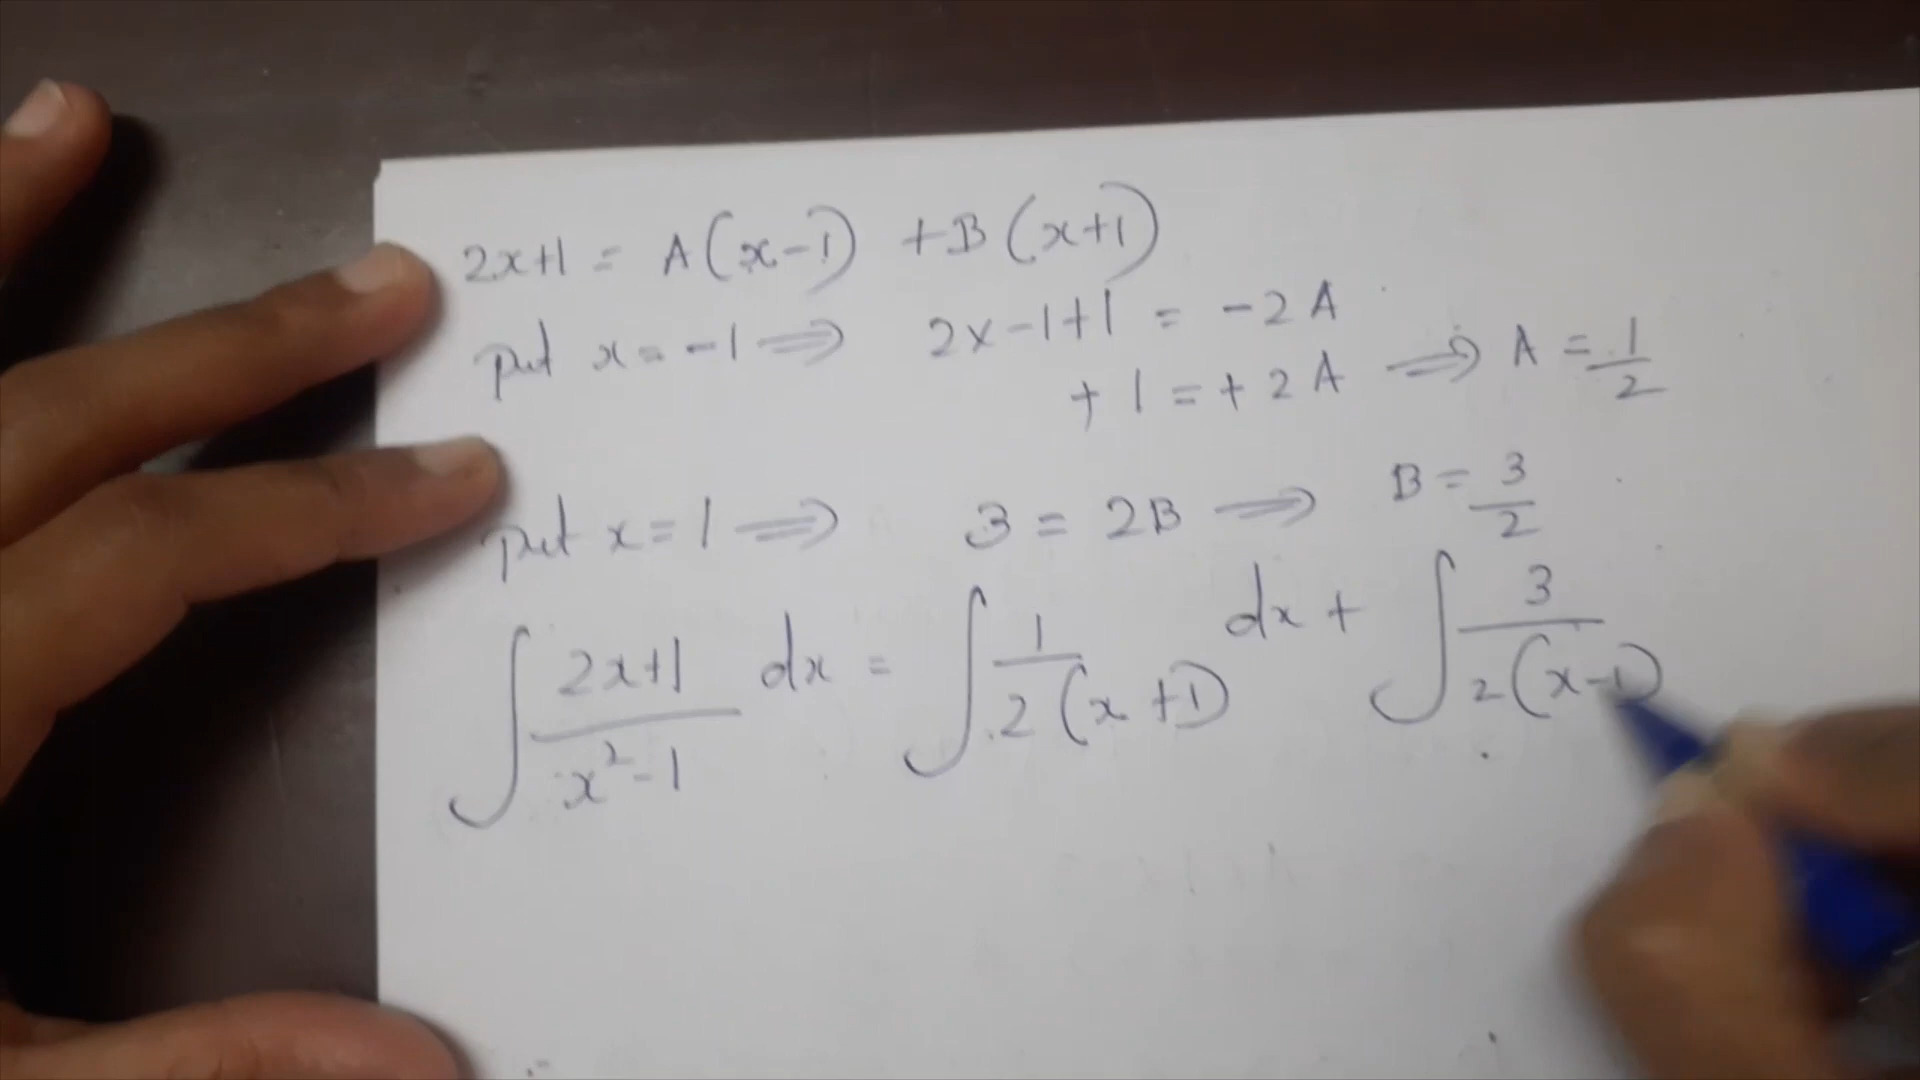 2x+1 = A(x-1) +B(x+1)
put x = -1 ⟹ 2x-1+1 = -2A
+1 = +2A ⟹ A = 1/2
put x = 1 ⟹ 3 = 2B ⟹ B = 3/2
∫ 2x+1/x²-1 dx = ∫ 1/2(x+1) dx + ∫ 3/2(x-1)